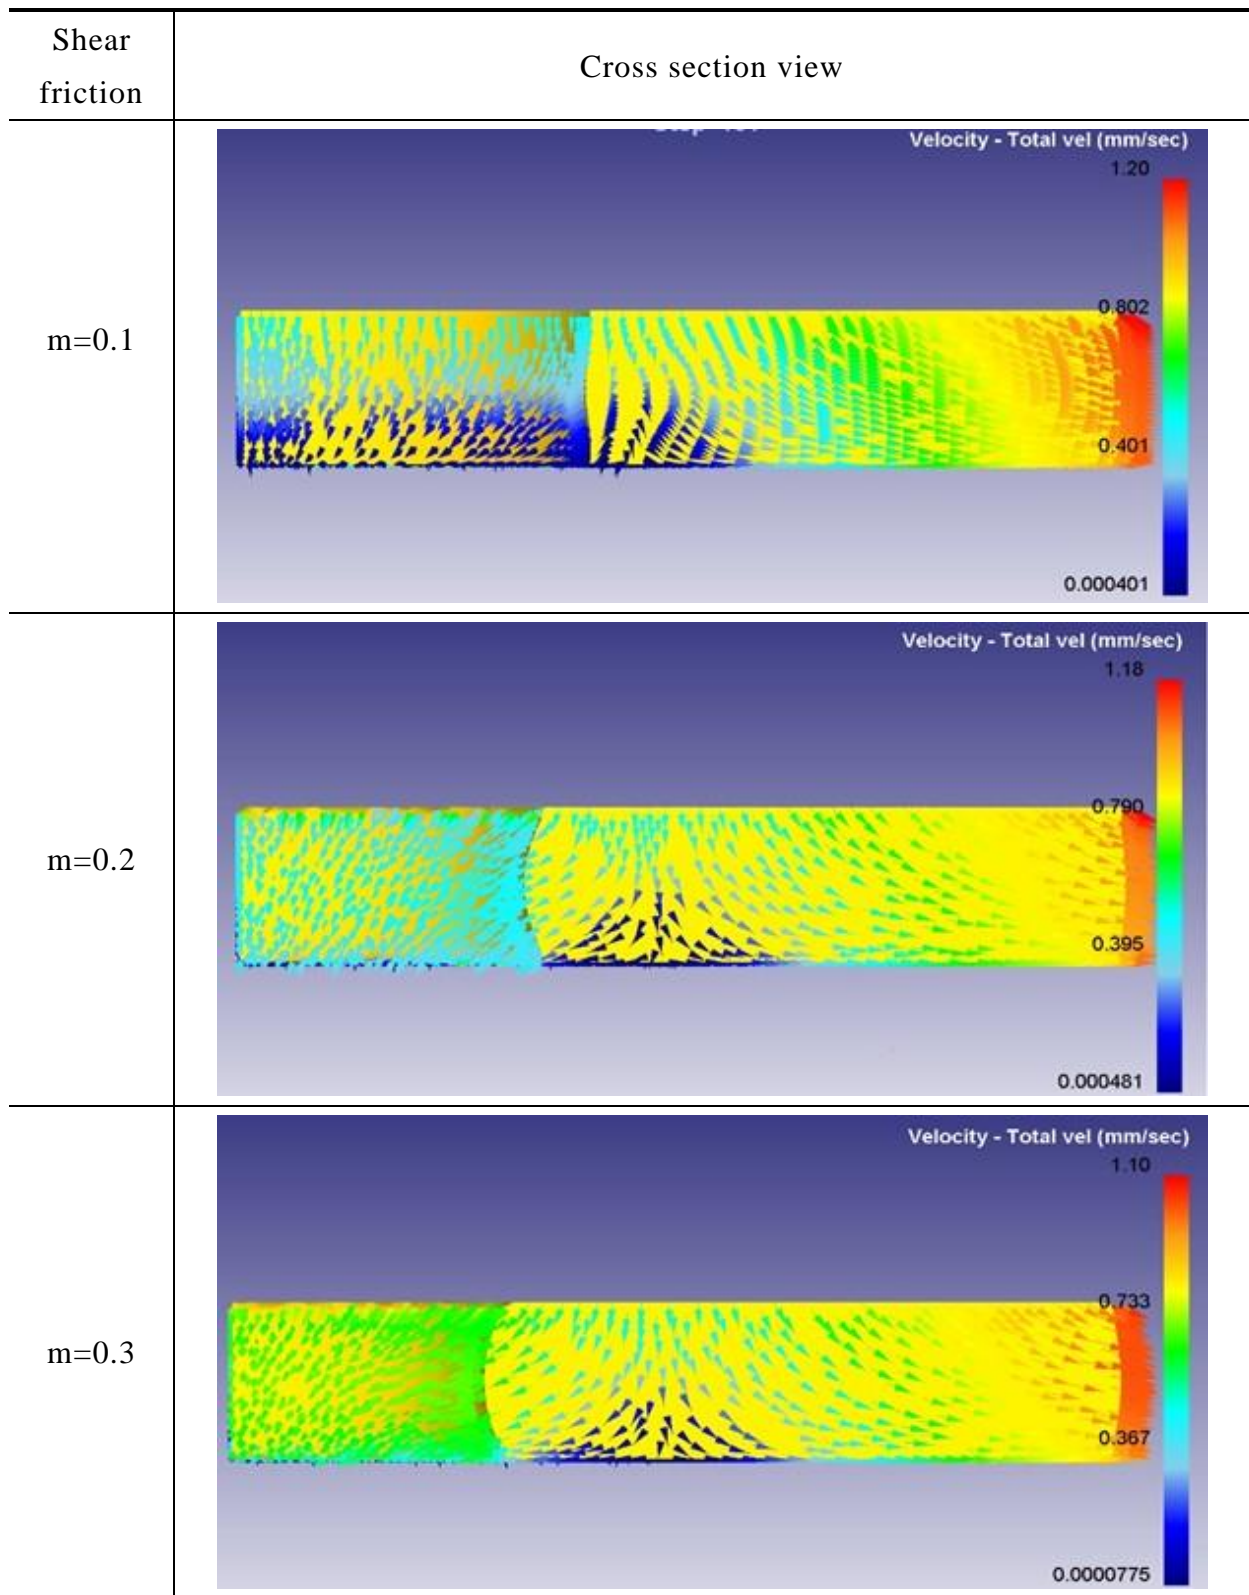 Shear
friction
Cross section view
m=0.1
Velocity - Total vel (mm/sec)
1.20
0.802
0.401
0.000401
m=0.2
Velocity - Total vel (mm/sec)
1.18
0.790
0.395
0.000481
m=0.3
Velocity - Total vel (mm/sec)
1.10
0.733
0.367
0.0000775